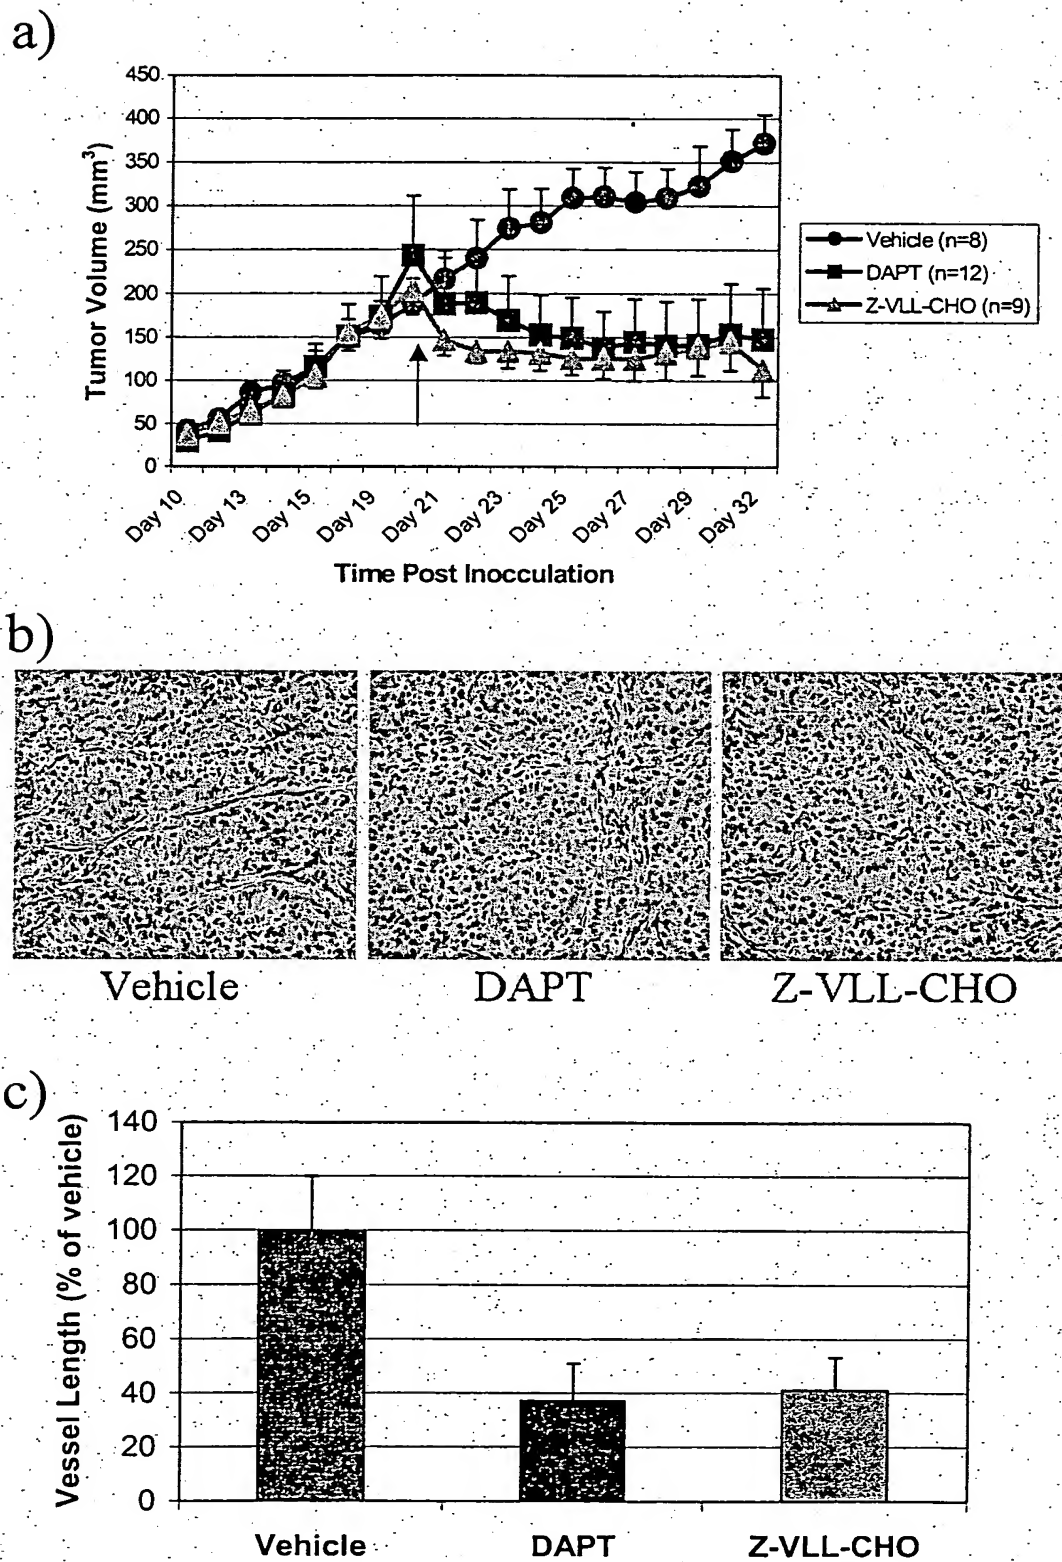 a)
450
400
350
300
250
200
150
100
50
0
Tumor Volume (mm³)
Day 10
Day 13
Day 15
Day 19
Day 21
Day 23
Day 25
Day 27
Day 29
Day 32
Time Post Inocculation
Vehicle (n=8)
DAPT (n=12)
Z-VLL-CHO (n=9)
b)
Vehicle
DAPT
Z-VLL-CHO
c)
140
120
100
80
60
40
20
0
Vessel Length (% of vehicle)
Vehicle
DAPT
Z-VLL-CHO